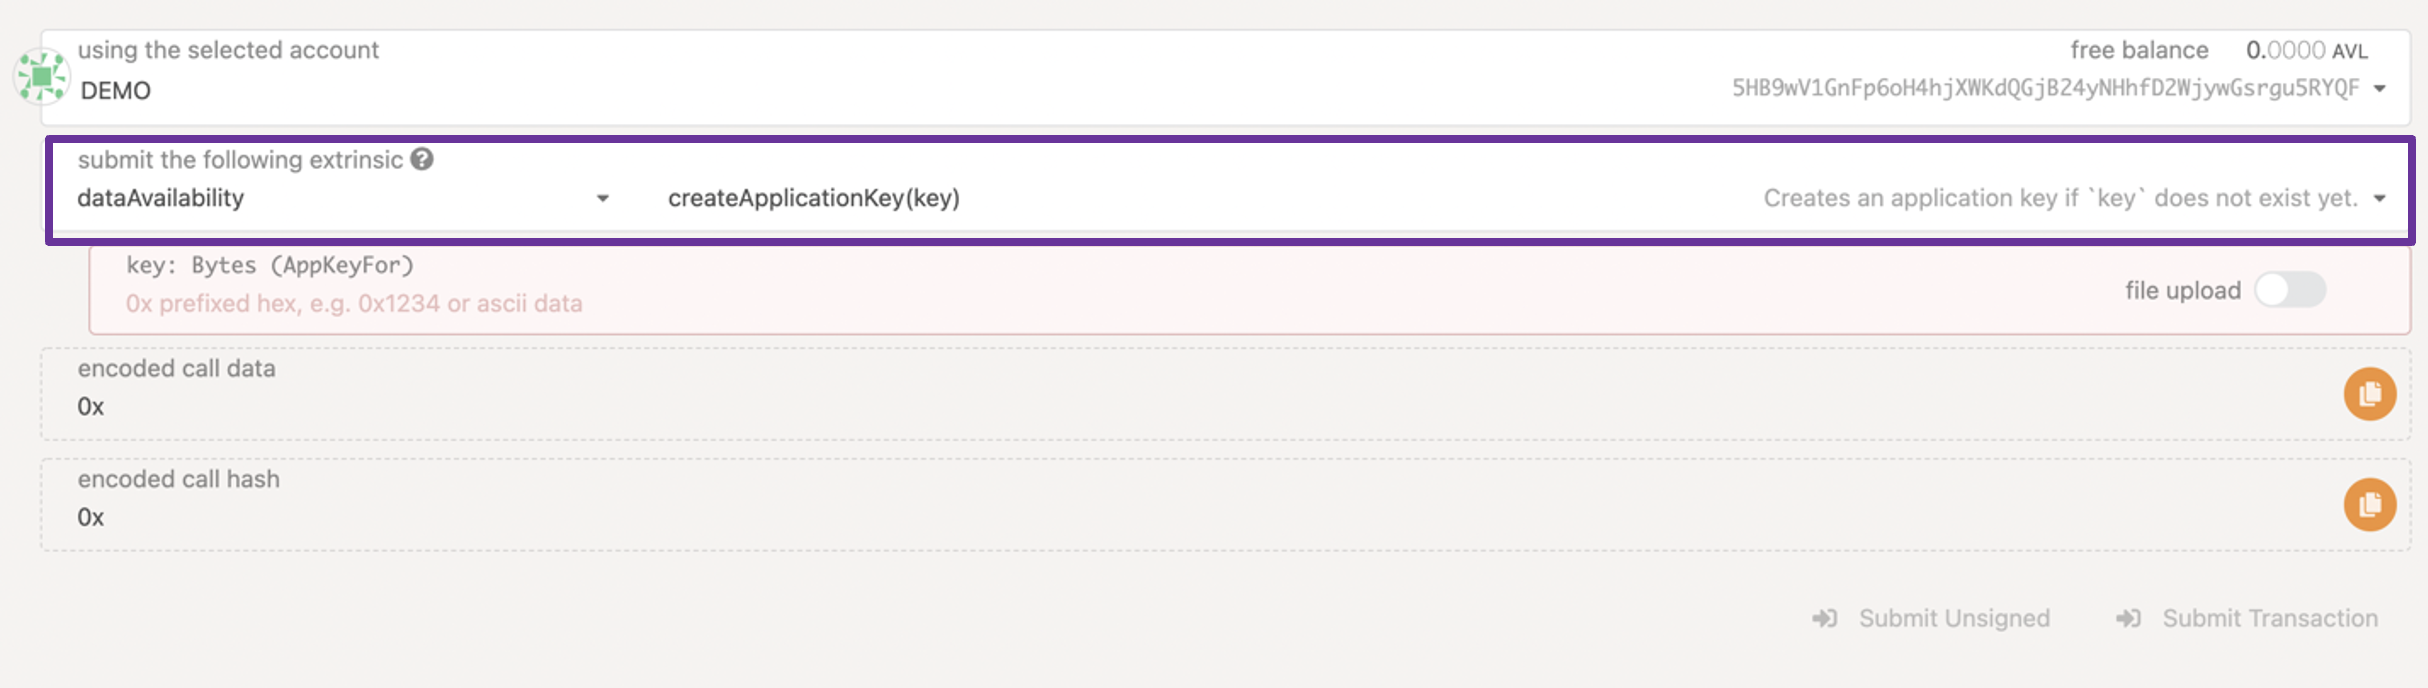 using the selected account
free balance 0.0000 AVL
DEMO
5HB9wV1GnFp6oH4hjXWKdQGjB24yNHhfD2WjywGsrgu5RYQF
submit the following extrinsic ?
dataAvailability
createApplicationKey(key)
Creates an application key if `key` does not exist yet.
key: Bytes (AppKeyFor)
0x prefixed hex, e.g. 0x1234 or ascii data
file upload
encoded call data
0x
encoded call hash
0x
Submit Unsigned
Submit Transaction